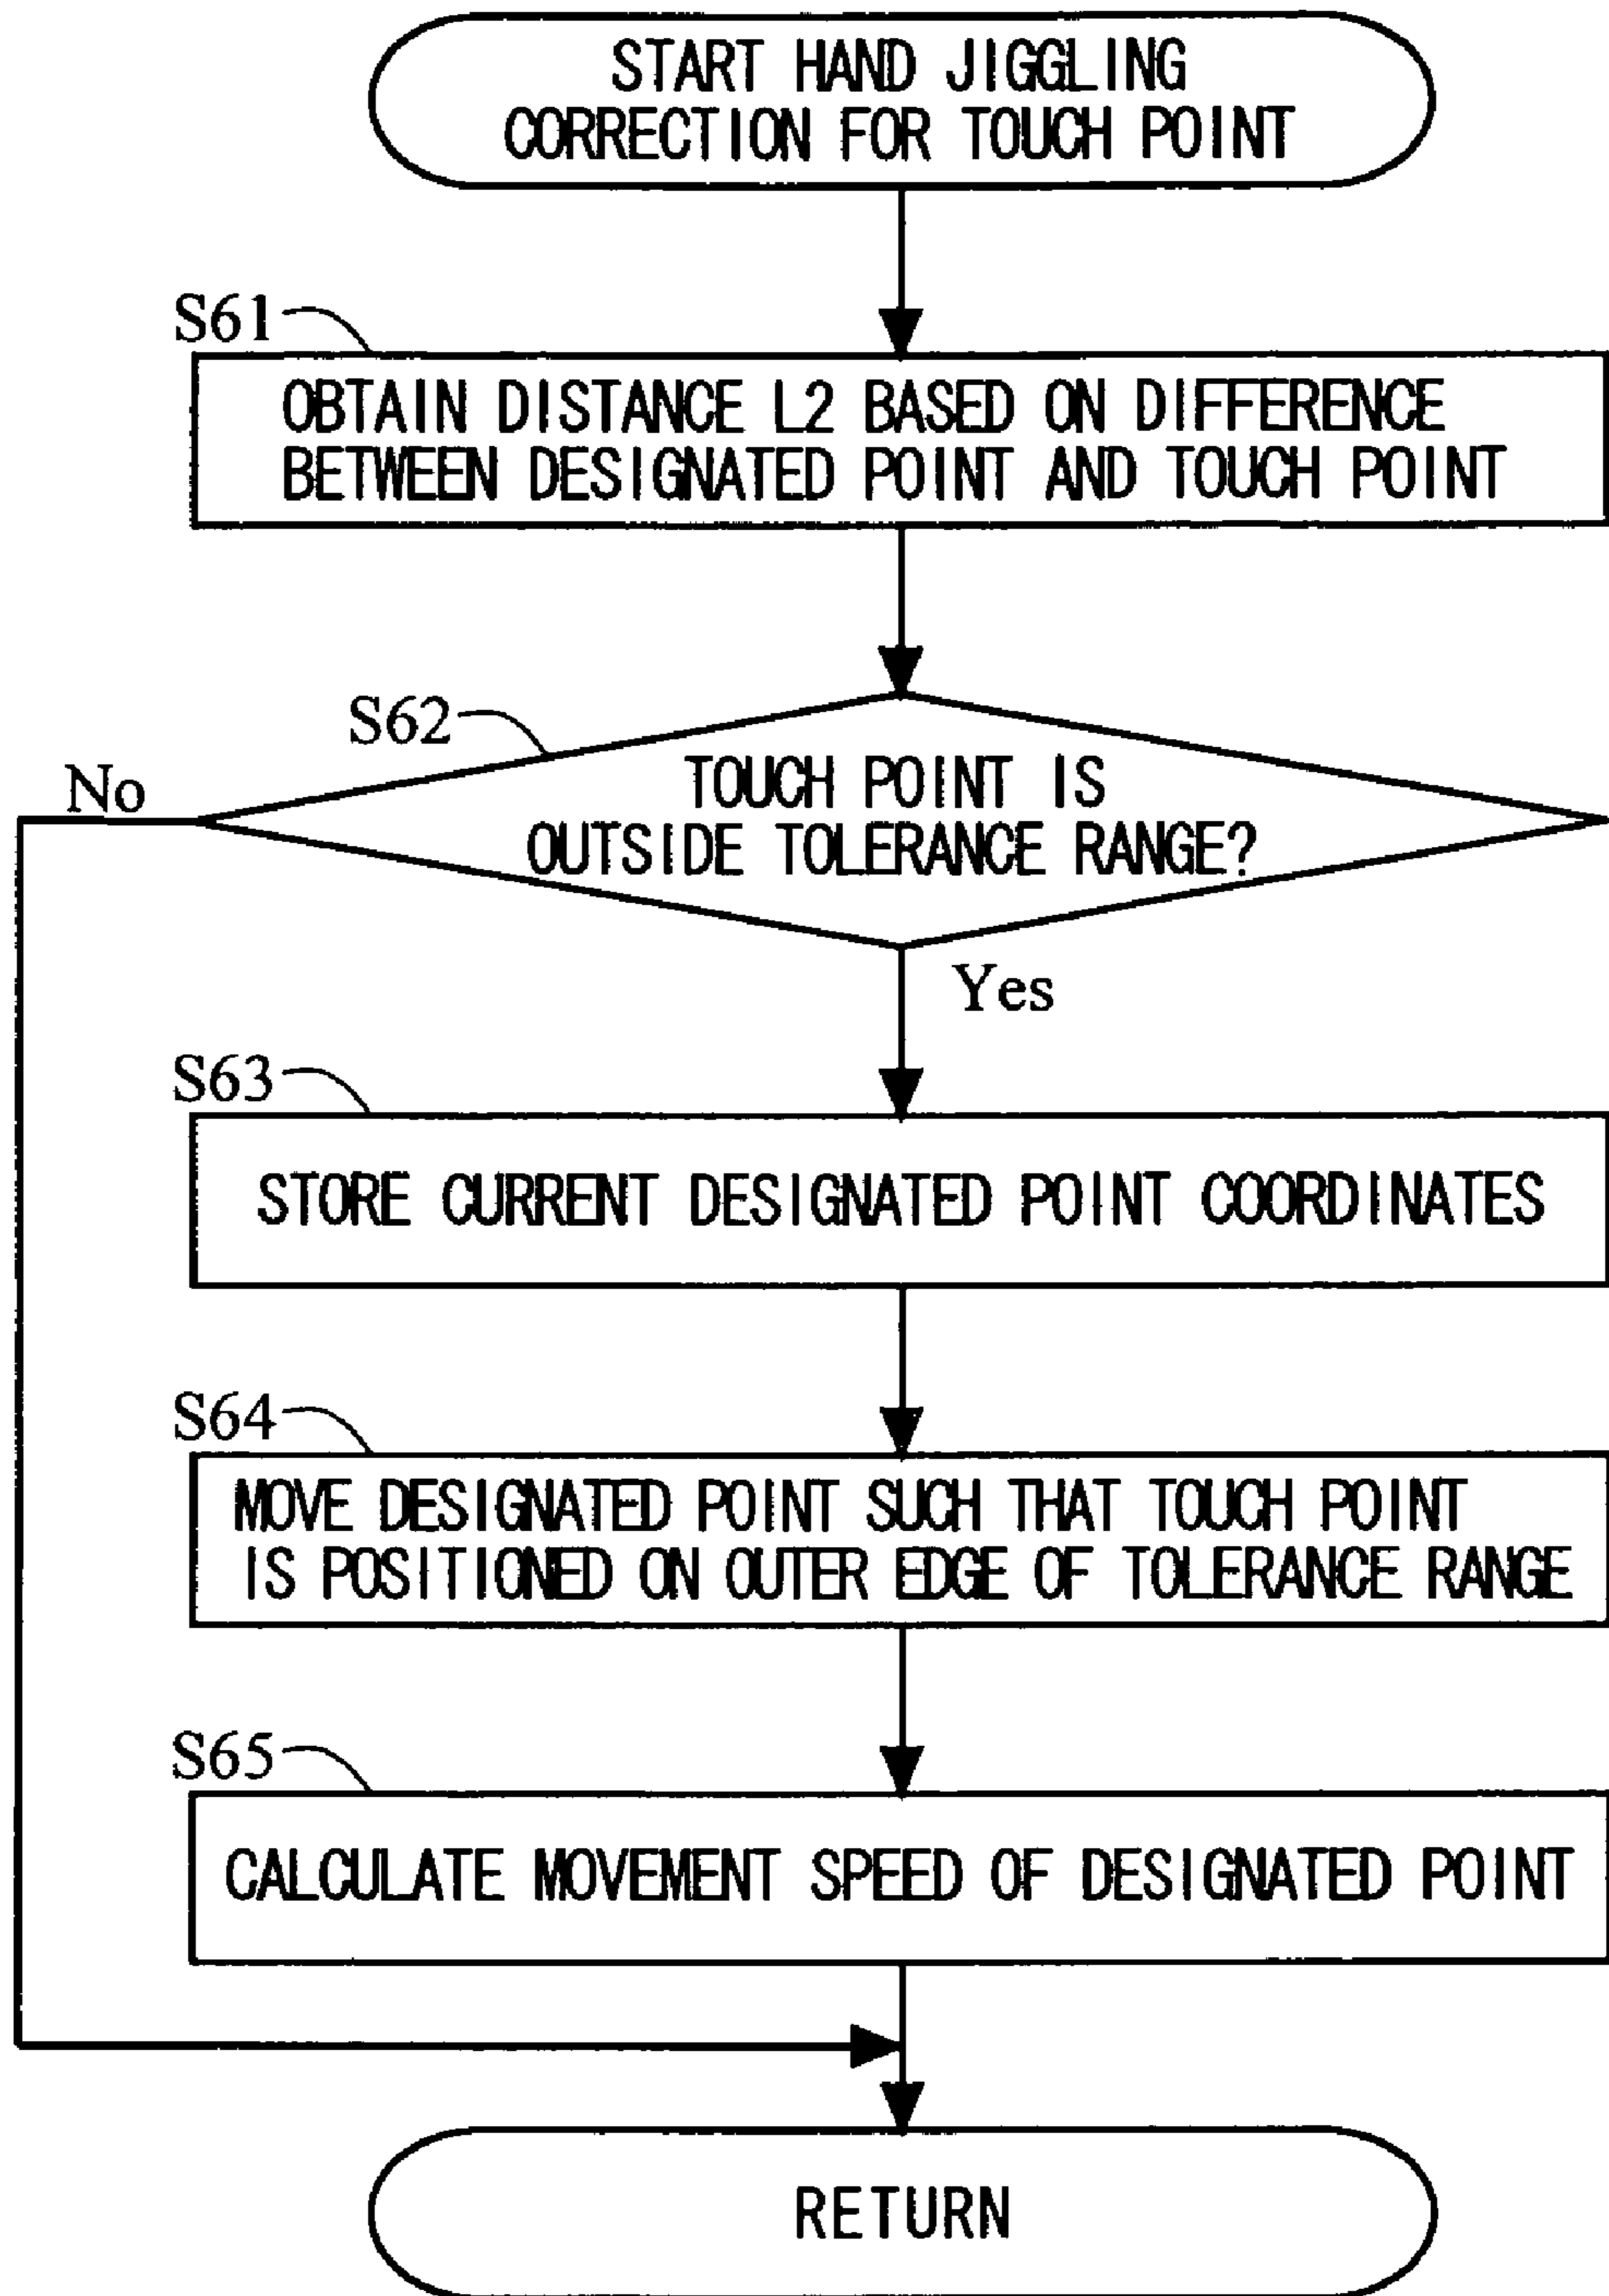 START HAND JIGGLING
CORRECTION FOR TOUCH POINT
S61
OBTAIN DISTANCE L2 BASED ON DIFFERENCE
BETWEEN DESIGNATED POINT AND TOUCH POINT
S62
No
TOUCH POINT IS
OUTSIDE TOLERANCE RANGE?
Yes
S63
STORE CURRENT DESIGNATED POINT COORDINATES
S64
MOVE DESIGNATED POINT SUCH THAT TOUCH POINT
IS POSITIONED ON OUTER EDGE OF TOLERANCE RANGE
S65
CALCULATE MOVEMENT SPEED OF DESIGNATED POINT
RETURN